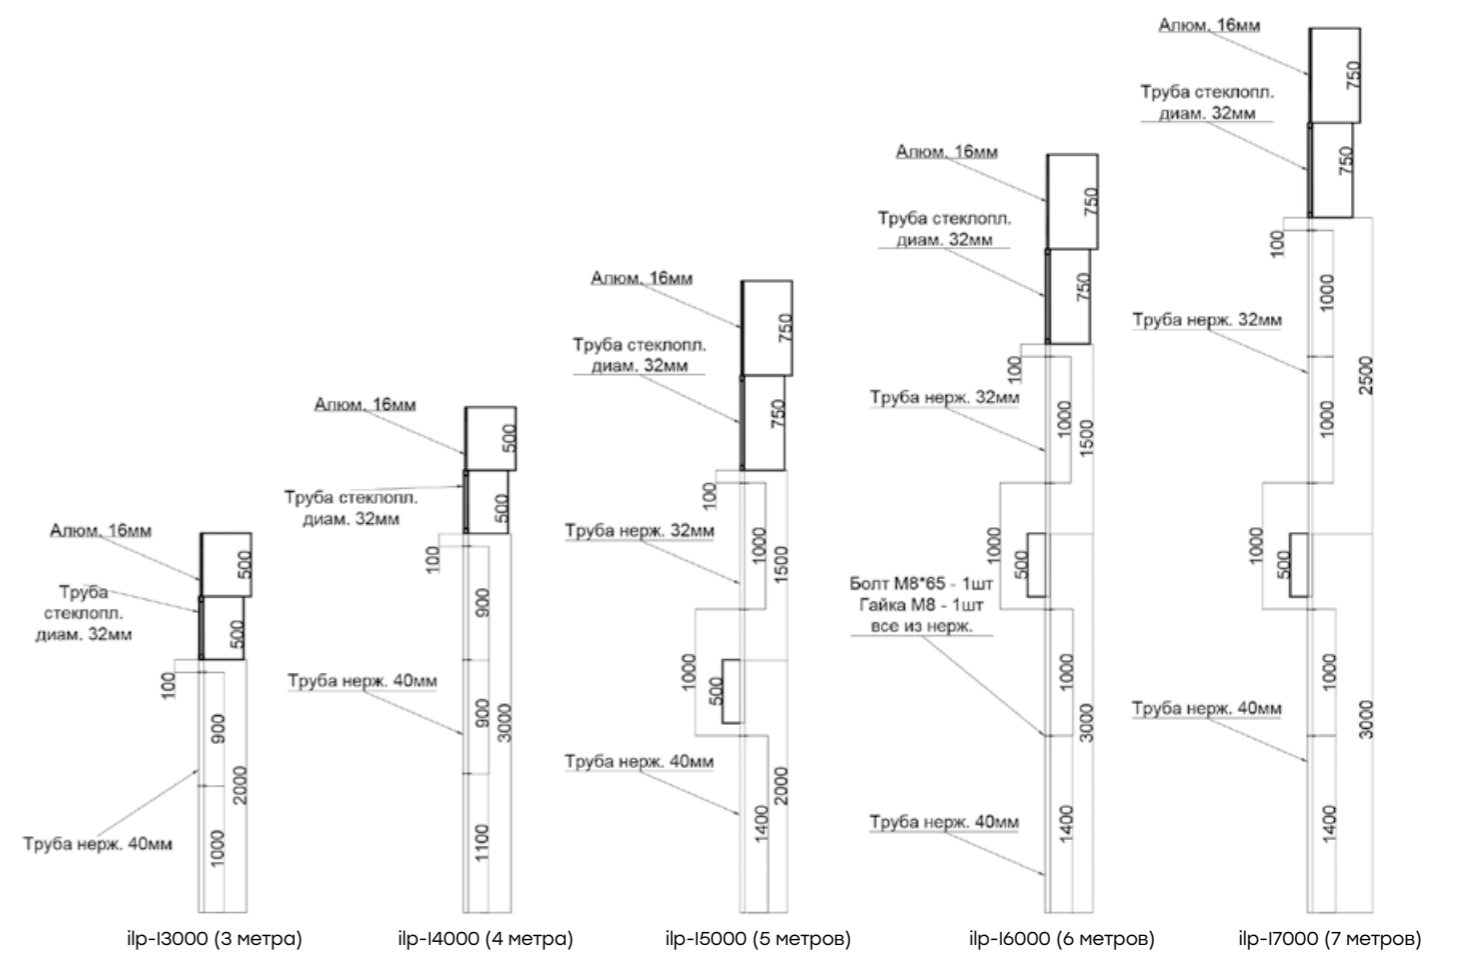 Алюм. 16мм
Труба
стеклопл.
диам. 32мм
500
500
100
900
2000
1000
Труба нерж. 40мм
ilp-I3000 (3 метра)
Алюм. 16мм
Труба стеклопл.
диам. 32мм
500
500
100
900
Труба нерж. 40мм
900
3000
1100
ilp-I4000 (4 метра)
Алюм. 16мм
Труба стеклопл.
диам. 32мм
750
750
100
Труба нерж. 32мм
1000
1500
1000
500
Труба нерж. 40мм
2000
1400
ilp-I5000 (5 метров)
Алюм. 16мм
Труба стеклопл.
диам. 32мм
750
750
100
Труба нерж. 32мм
1000
1500
1000
500
Болт М8*65 - 1шт
Гайка М8 - 1шт
все из нерж.
1000
3000
Труба нерж. 40мм
1400
ilp-I6000 (6 метров)
Алюм. 16мм
Труба стеклопл.
диам. 32мм
750
750
100
1000
Труба нерж. 32мм
2500
1000
1000
500
1000
Труба нерж. 40мм
3000
1400
ilp-I7000 (7 метров)